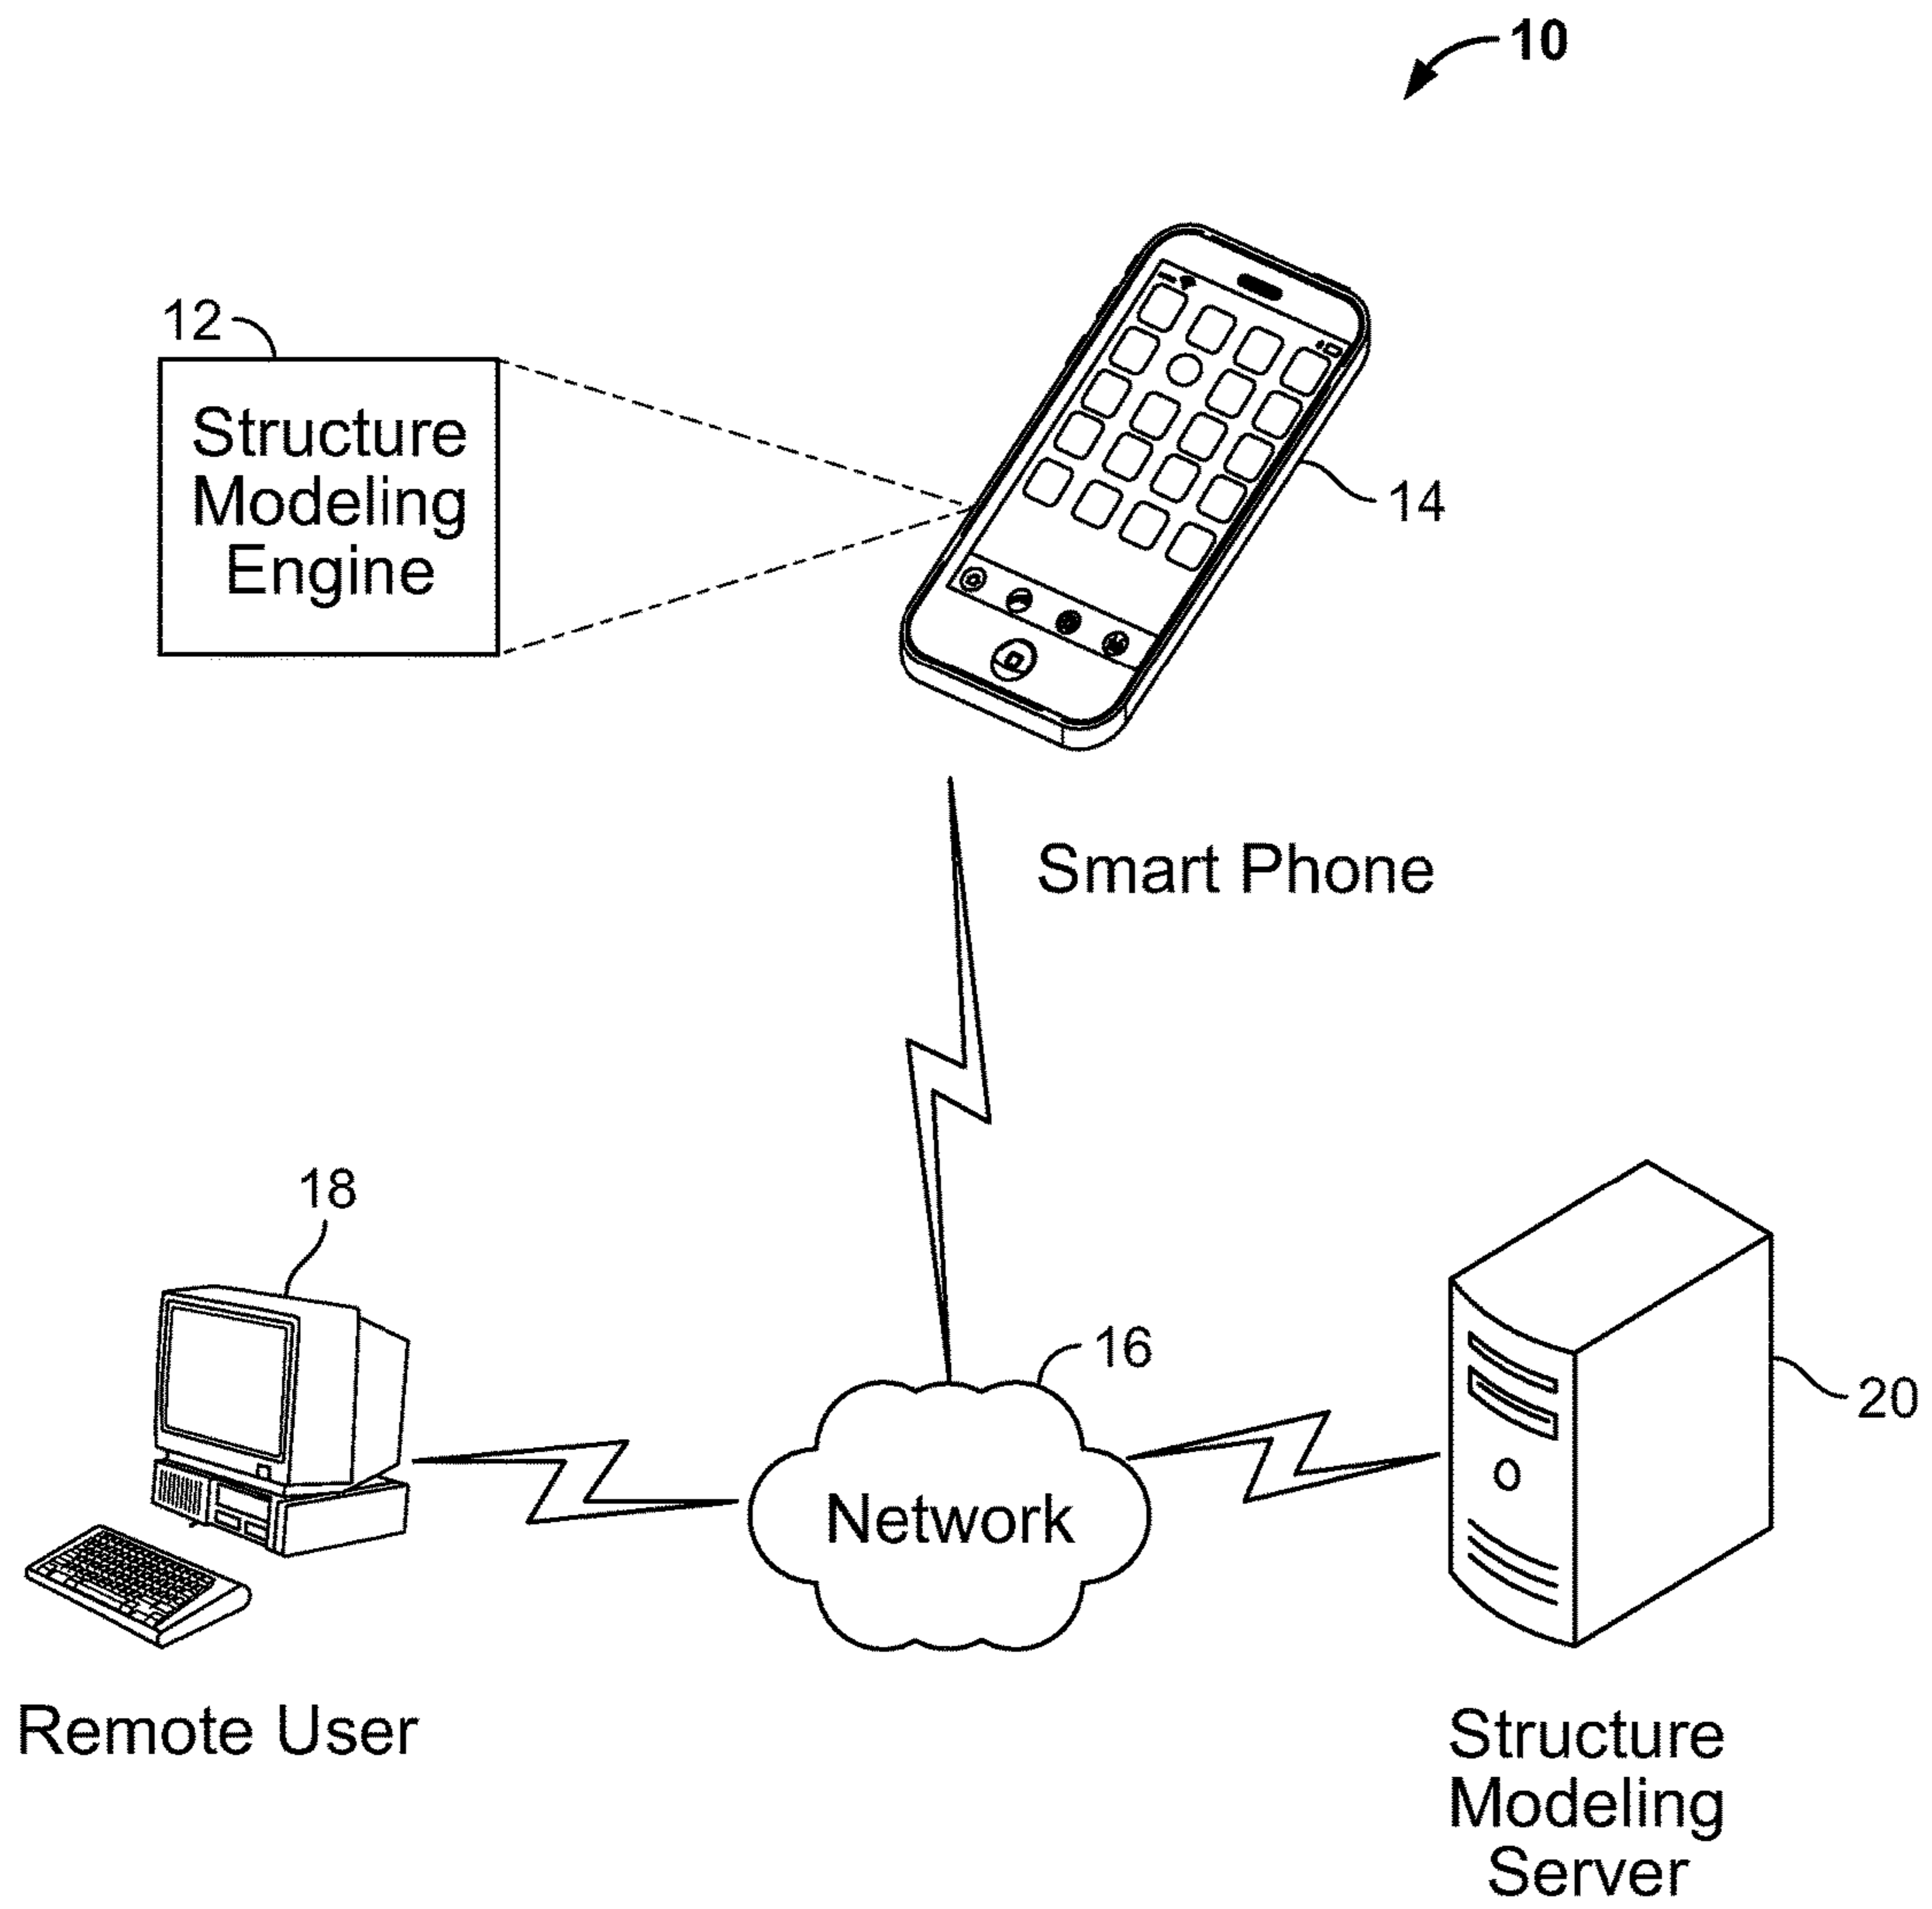 10
12
Structure
Modeling
Engine
14
Smart Phone
18
16
20
Network
Remote User
Structure
Modeling
Server